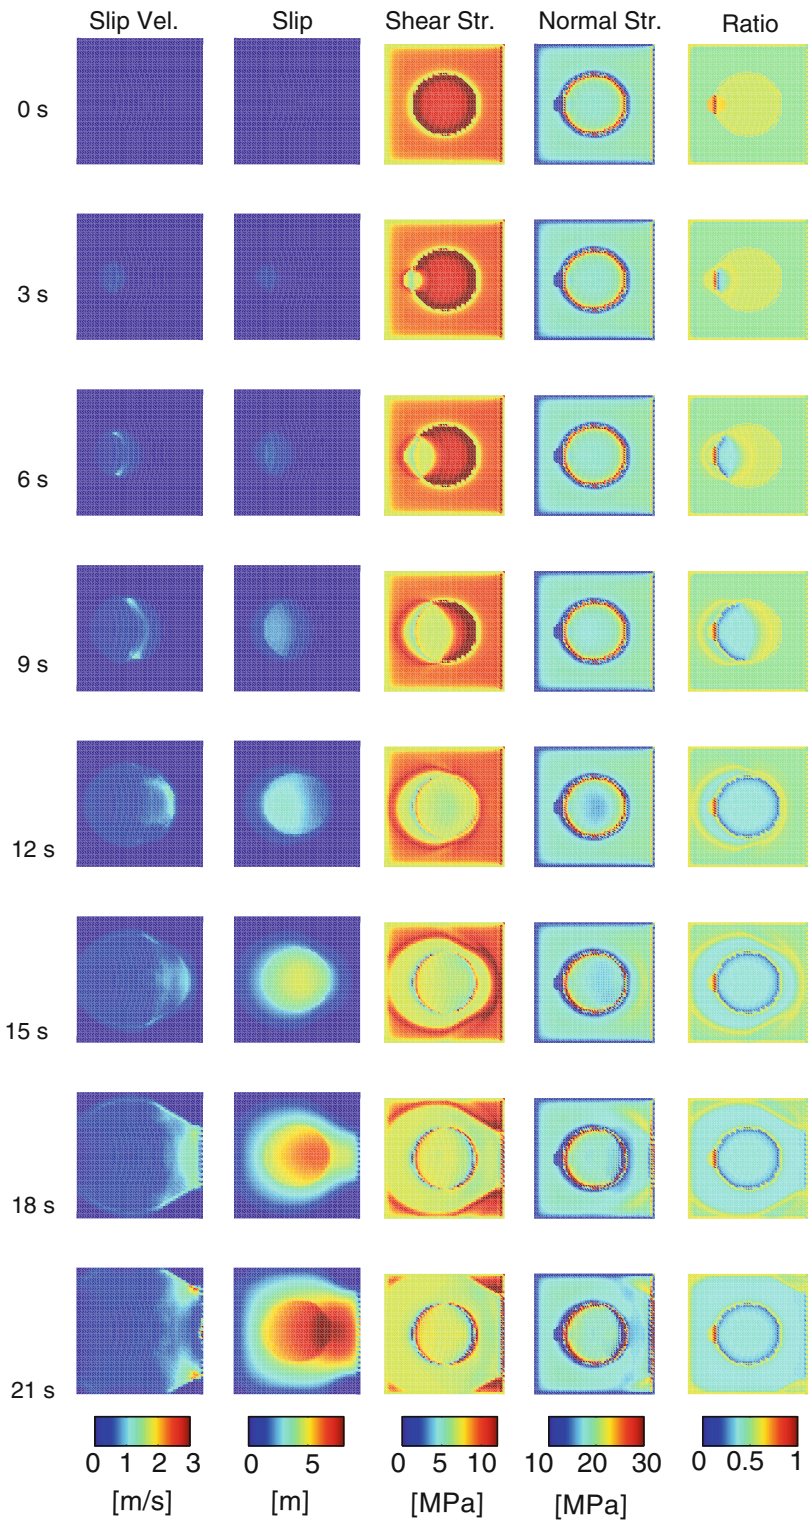 Slip Vel. Slip Shear Str. Normal Str. Ratio
0 s
3 s
6 s
9 s
12 s
15 s
18 s
21 s
0 1 2 3 0 5 0 5 10 10 20 30 0 0.5 1
[m/s] [m] [MPa] [MPa]